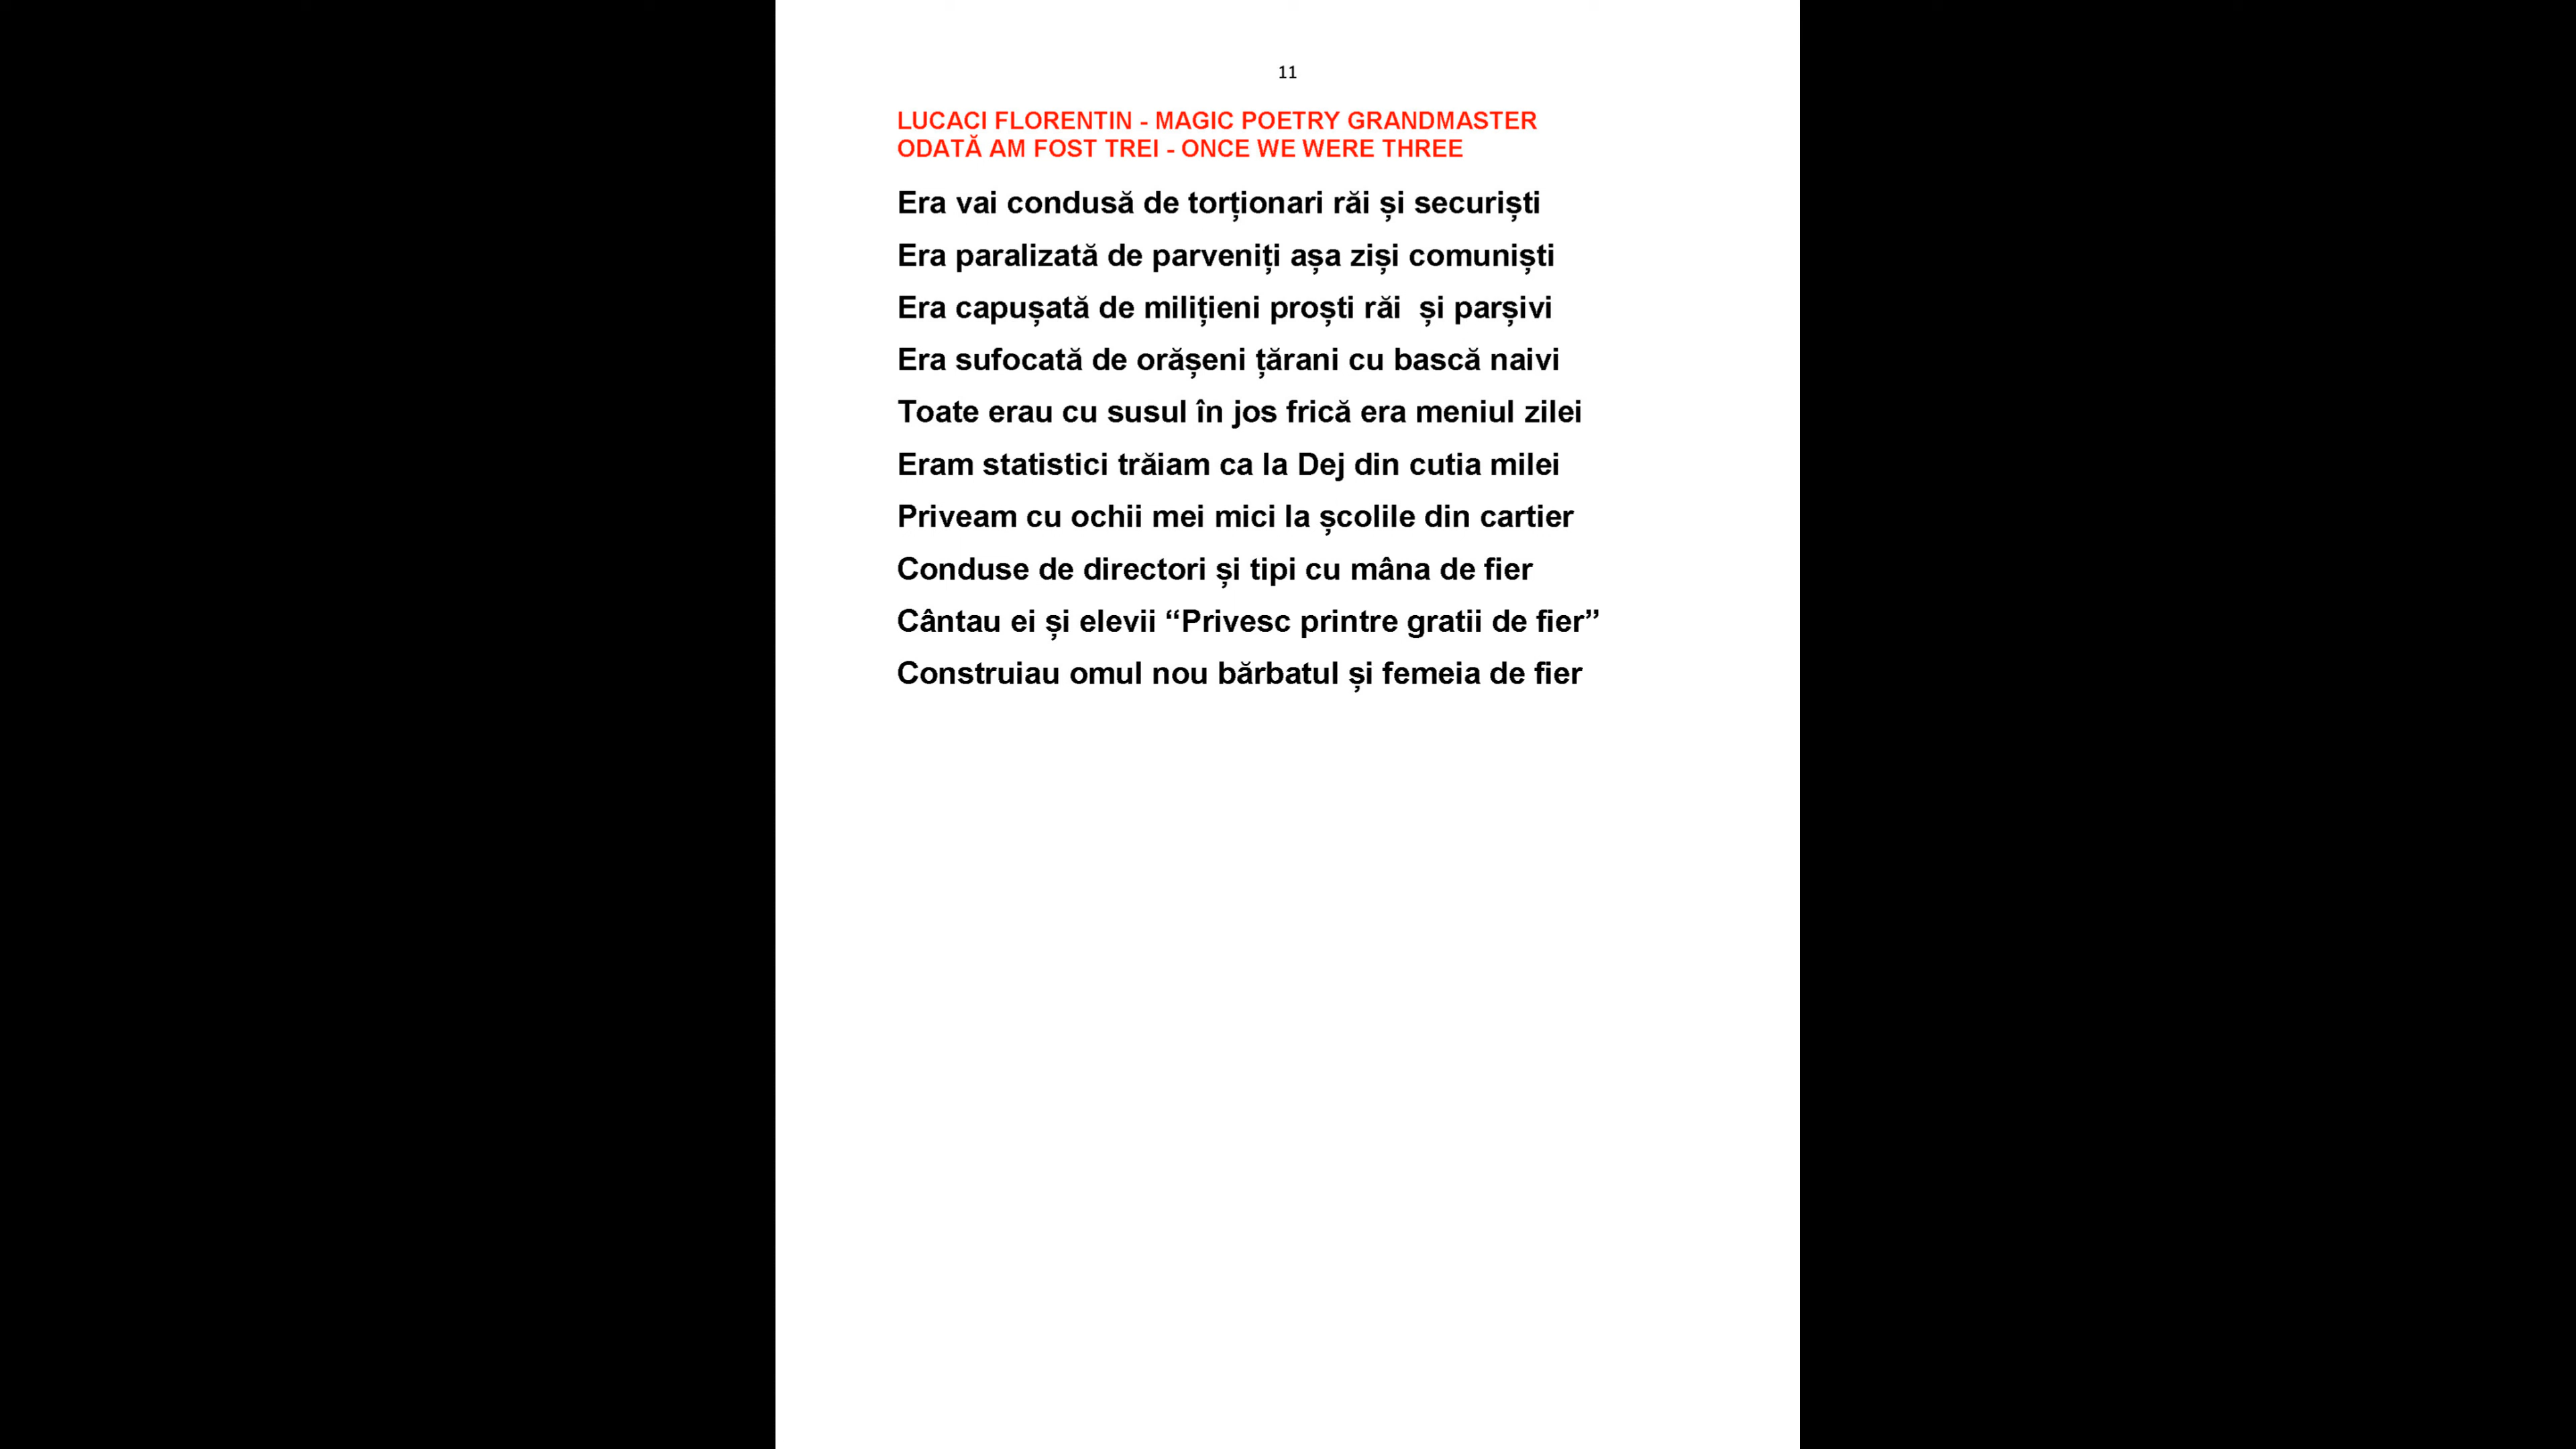 11
LUCACI FLORENTIN - MAGIC POETRY GRANDMASTER
ODATĂ AM FOST TREI - ONCE WE WERE THREE
Era vai condusă de torționari răi și securiști
Era paralizată de parveniți așa ziși comuniști
Era capușată de milițieni proști răi  și parșivi
Era sufocată de orășeni țărani cu bască naivi
Toate erau cu susul în jos frică era meniul zilei
Eram statistici trăiam ca la Dej din cutia milei
Priveam cu ochii mei mici la școlile din cartier
Conduse de directori și tipi cu mâna de fier
Cântau ei și elevii “Privesc printre gratii de fier”
Construiau omul nou bărbatul și femeia de fier